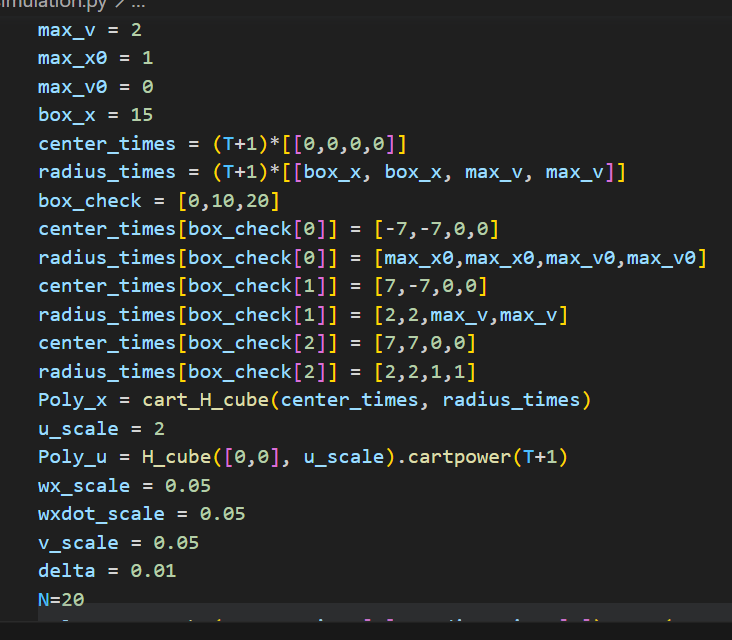 simulation.py > ...
max_v = 2
max_x0 = 1
max_v0 = 0
box_x = 15
center_times = (T+1)*[[0,0,0,0]]
radius_times = (T+1)*[[box_x, box_x, max_v, max_v]]
box_check = [0,10,20]
center_times[box_check[0]] = [-7,-7,0,0]
radius_times[box_check[0]] = [max_x0,max_x0,max_v0,max_v0]
center_times[box_check[1]] = [7,-7,0,0]
radius_times[box_check[1]] = [2,2,max_v,max_v]
center_times[box_check[2]] = [7,7,0,0]
radius_times[box_check[2]] = [2,2,1,1]
Poly_x = cart_H_cube(center_times, radius_times)
u_scale = 2
Poly_u = H_cube([0,0], u_scale).cartpower(T+1)
wx_scale = 0.05
wxdot_scale = 0.05
v_scale = 0.05
delta = 0.01
N=20